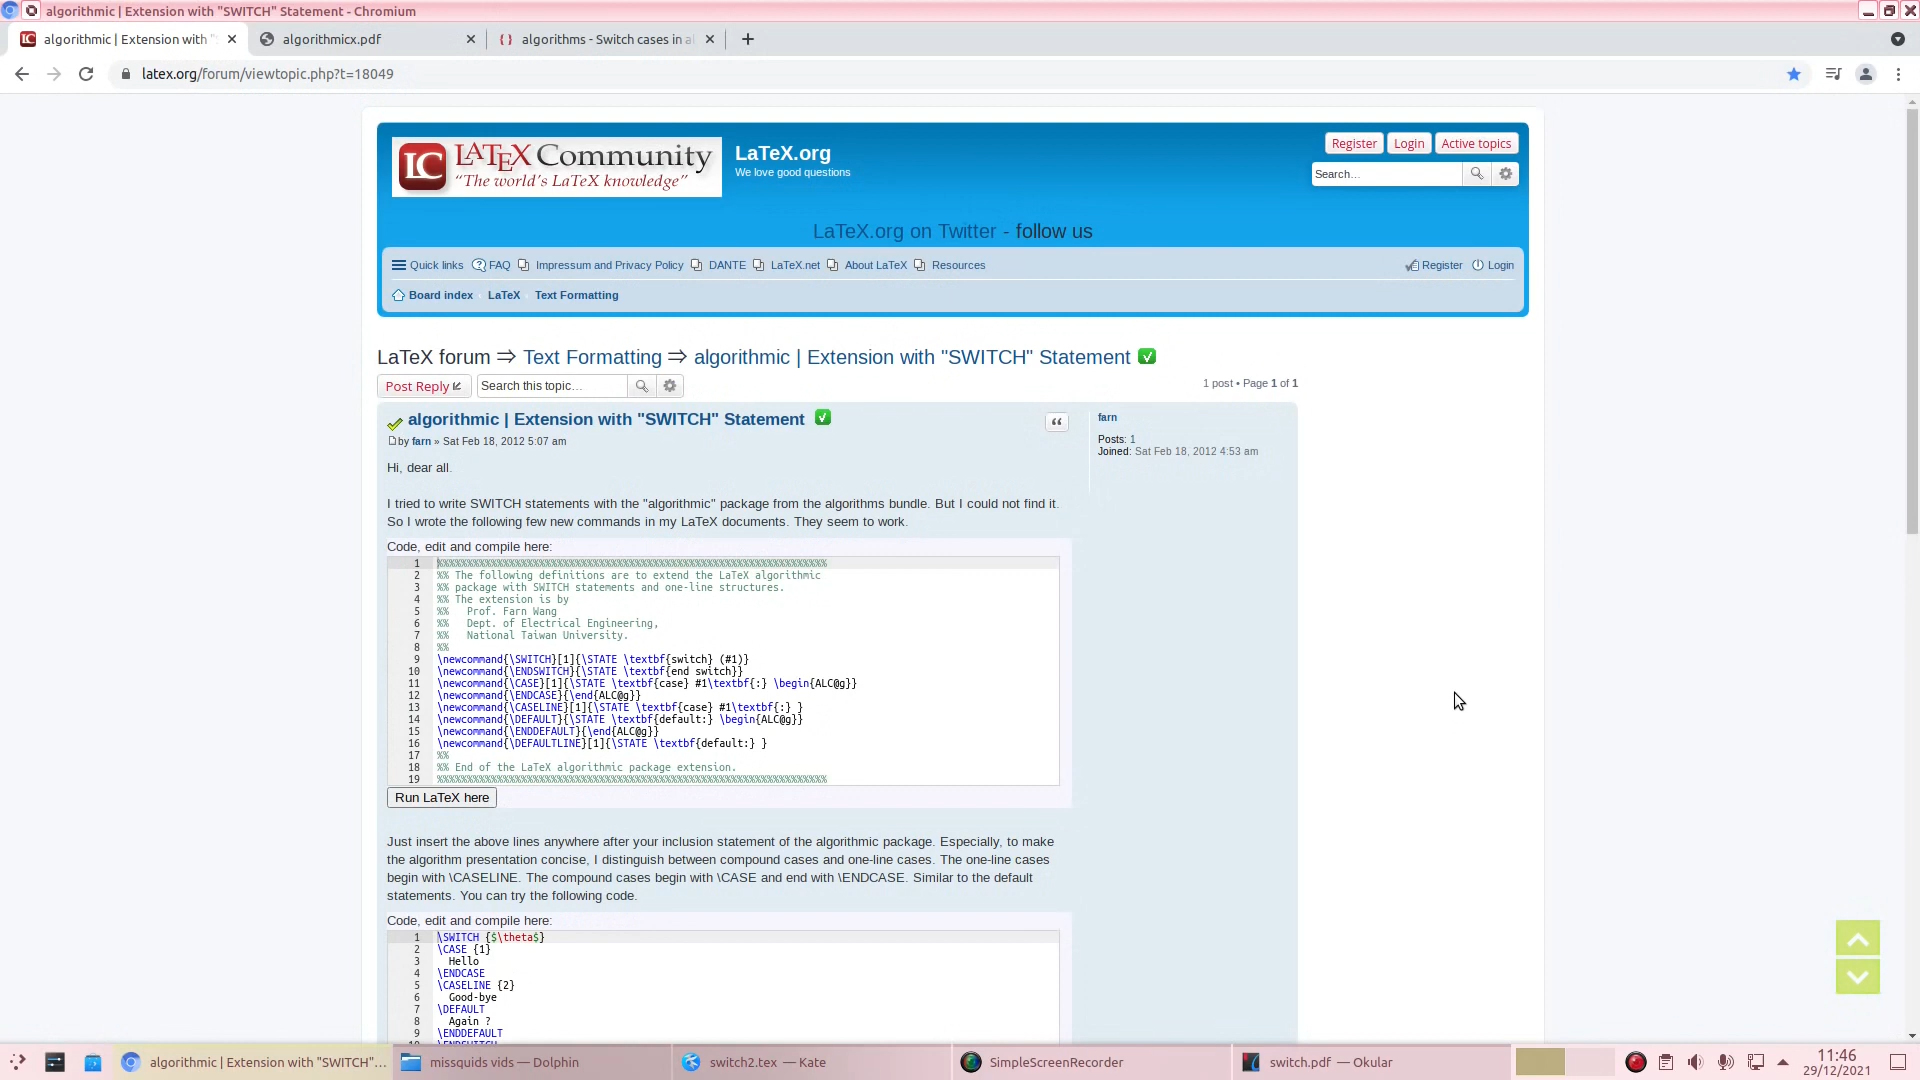 algorithmic | Extension with "SWITCH" Statement - Chromium
algorithmic | Extension with "S
algorithmicx.pdf
algorithms - Switch cases in al
latex.org/forum/viewtopic.php?t=18049
LC LATEX Community
"The world's LaTeX knowledge"
LaTeX.org
We love good questions
Register
Login
Active topics
Search…
LaTeX.org on Twitter - follow us
Quick links
FAQ
Impressum and Privacy Policy
DANTE
LaTeX.net
About LaTeX
Resources
Register
Login
Board index
LaTeX
Text Formatting
LaTeX forum ⇒ Text Formatting ⇒ algorithmic | Extension with "SWITCH" Statement
Post Reply
Search this topic…
1 post • Page 1 of 1
algorithmic | Extension with "SWITCH" Statement
by farn » Sat Feb 18, 2012 5:07 am
farn
Posts: 1
Joined: Sat Feb 18, 2012 4:53 am
Hi, dear all.
I tried to write SWITCH statements with the "algorithmic" package from the algorithms bundle. But I could not find it.
So I wrote the following few new commands in my LaTeX documents. They seem to work.
Code, edit and compile here:
1 %%%%%%%%%%%%%%%%%%%%%%%%%%%%%%%%%%%%%%%%%%%%%%%%%%%%%%%%%%%%%%%%%
2 %% The following definitions are to extend the LaTeX algorithmic
3 %% package with SWITCH statements and one-line structures.
4 %% The extension is by
5 %%   Prof. Farn Wang
6 %%   Dept. of Electrical Engineering,
7 %%   National Taiwan University.
8 %%
9 \newcommand{\SWITCH}[1]{\STATE \textbf{switch} (#1)}
10 \newcommand{\ENDSWITCH}{\STATE \textbf{end switch}}
11 \newcommand{\CASE}[1]{\STATE \textbf{case} #1\textbf{:} \begin{ALC@g}}
12 \newcommand{\ENDCASE}{\end{ALC@g}}
13 \newcommand{\CASELINE}[1]{\STATE \textbf{case} #1\textbf{:} }
14 \newcommand{\DEFAULT}{\STATE \textbf{default:} \begin{ALC@g}}
15 \newcommand{\ENDDEFAULT}{\end{ALC@g}}
16 \newcommand{\DEFAULTLINE}[1]{\STATE \textbf{default:} }
17 %%
18 %% End of the LaTeX algorithmic package extension.
19 %%%%%%%%%%%%%%%%%%%%%%%%%%%%%%%%%%%%%%%%%%%%%%%%%%%%%%%%%%%%%%%%%
Run LaTeX here
Just insert the above lines anywhere after your inclusion statement of the algorithmic package. Especially, to make
the algorithm presentation concise, I distinguish between compound cases and one-line cases. The one-line cases
begin with \CASELINE. The compound cases begin with \CASE and end with \ENDCASE. Similar to the default
statements. You can try the following code.
Code, edit and compile here:
1 \SWITCH {$\theta$}
2 \CASE {1}
3   Hello
4 \ENDCASE
5 \CASELINE {2}
6   Good-bye
7 \DEFAULT
8   Again ?
9 \ENDDEFAULT
10 \ENDSWITCH
algorithmic | Extension with "SWITCH"…
missquids vids — Dolphin
switch2.tex — Kate
SimpleScreenRecorder
switch.pdf — Okular
11:46
29/12/2021